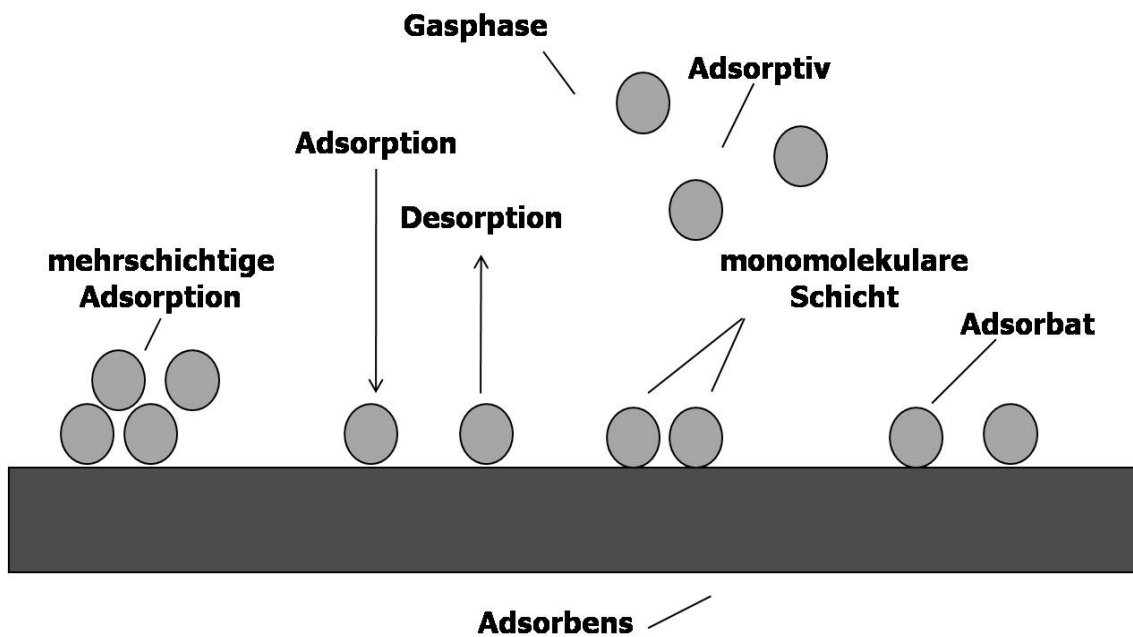 Gasphase
Adsorptiv
Adsorption
Desorption
mehrschichtige
Adsorption
monomolekulare
Schicht
Adsorbat
Adsorbens